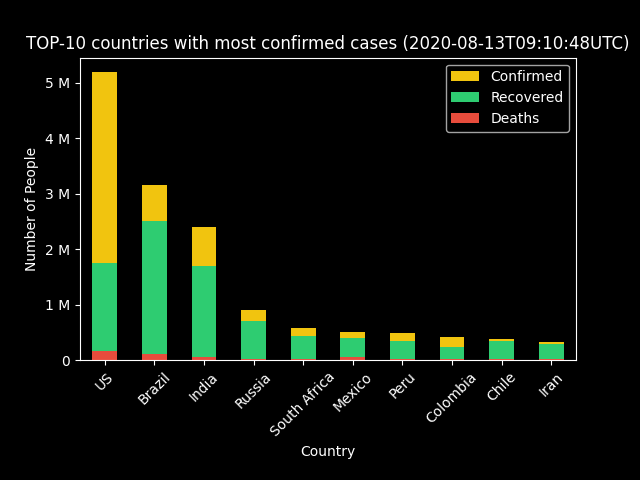 TOP-10 countries with most confirmed cases (2020-08-13T09:10:48UTC)
Confirmed
Recovered
Deaths
5 M
4 M
3 M
2 M
1 M
0
Number of People
US
Brazil
India
Russia
South Africa
Mexico
Peru
Colombia
Chile
Iran
Country